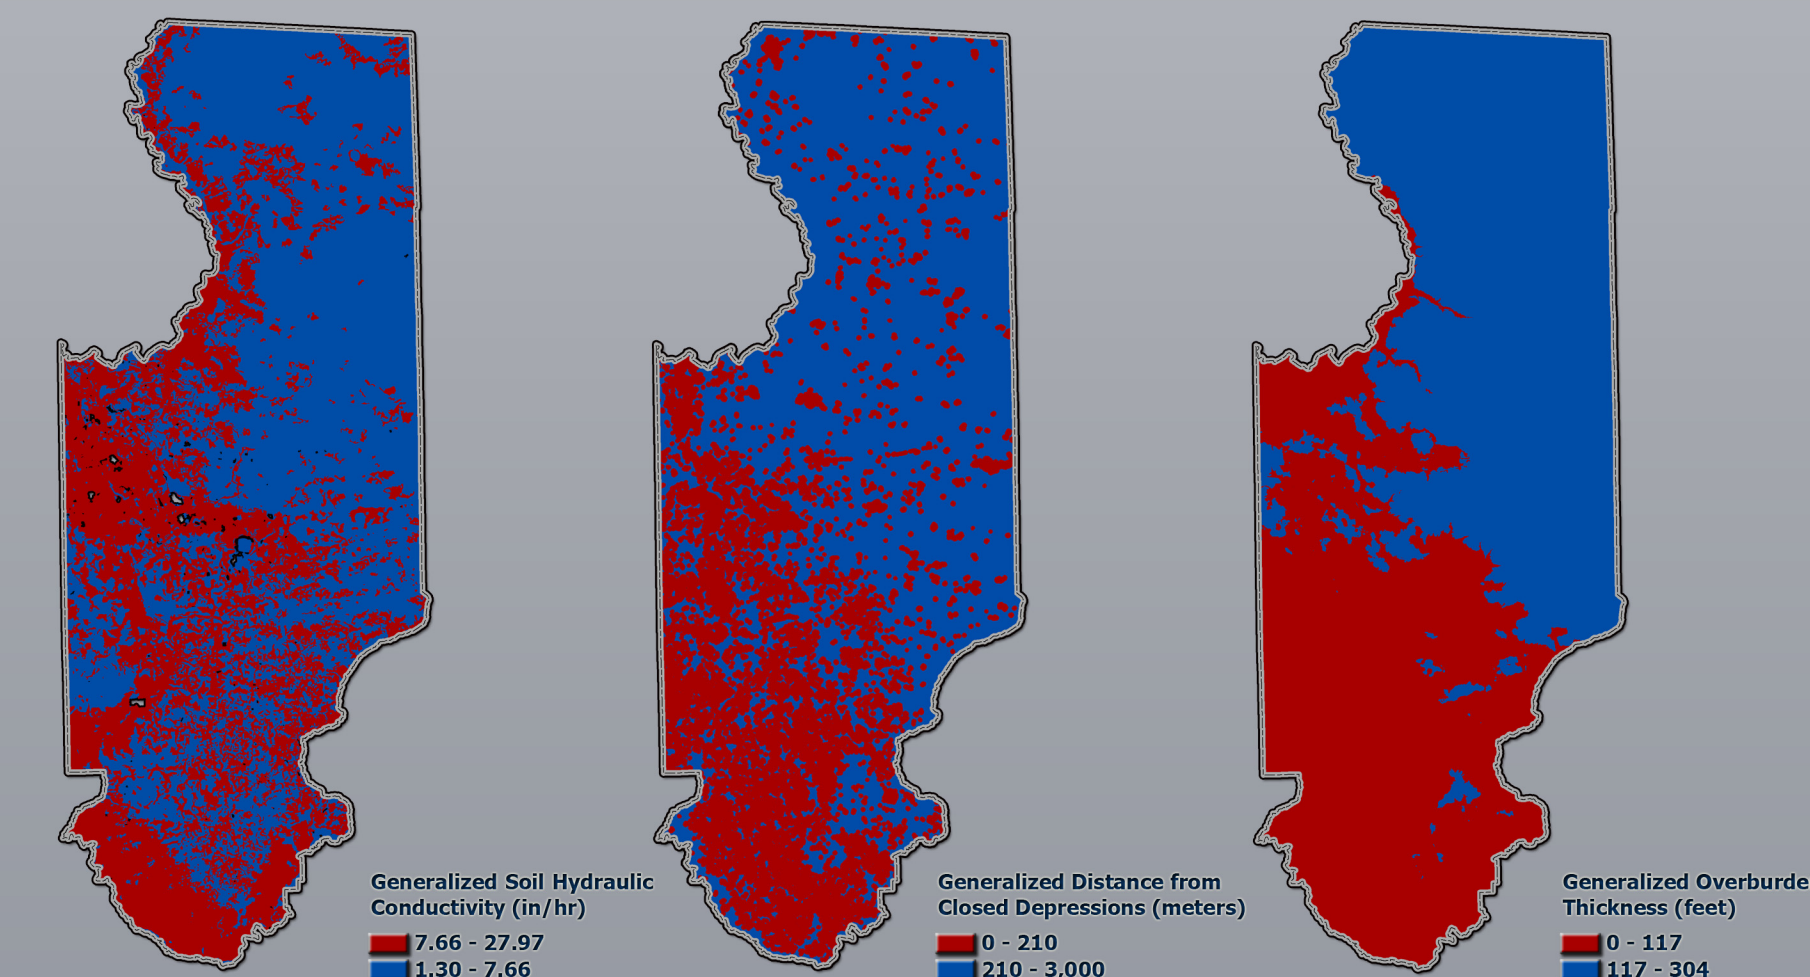 Generalized Soil Hydraulic
Conductivity (in/hr)
7.66 - 27.97
1.30 - 7.66
Generalized Distance from
Closed Depressions (meters)
0 - 210
210 - 3,000
Generalized Overburde
Thickness (feet)
0 - 117
117 - 304